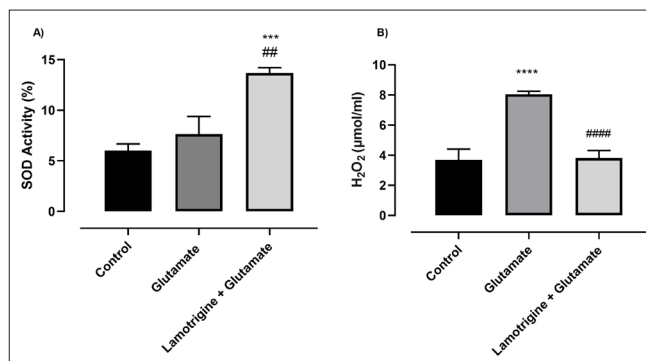 A)
***
##
15
10
5
0
SOD Activity (%)
Control
Glutamate
Lamotrigine + Glutamate
B)
****
####
10
8
6
4
2
0
H₂O₂ (µmol/ml)
Control
Glutamate
Lamotrigine + Glutamate